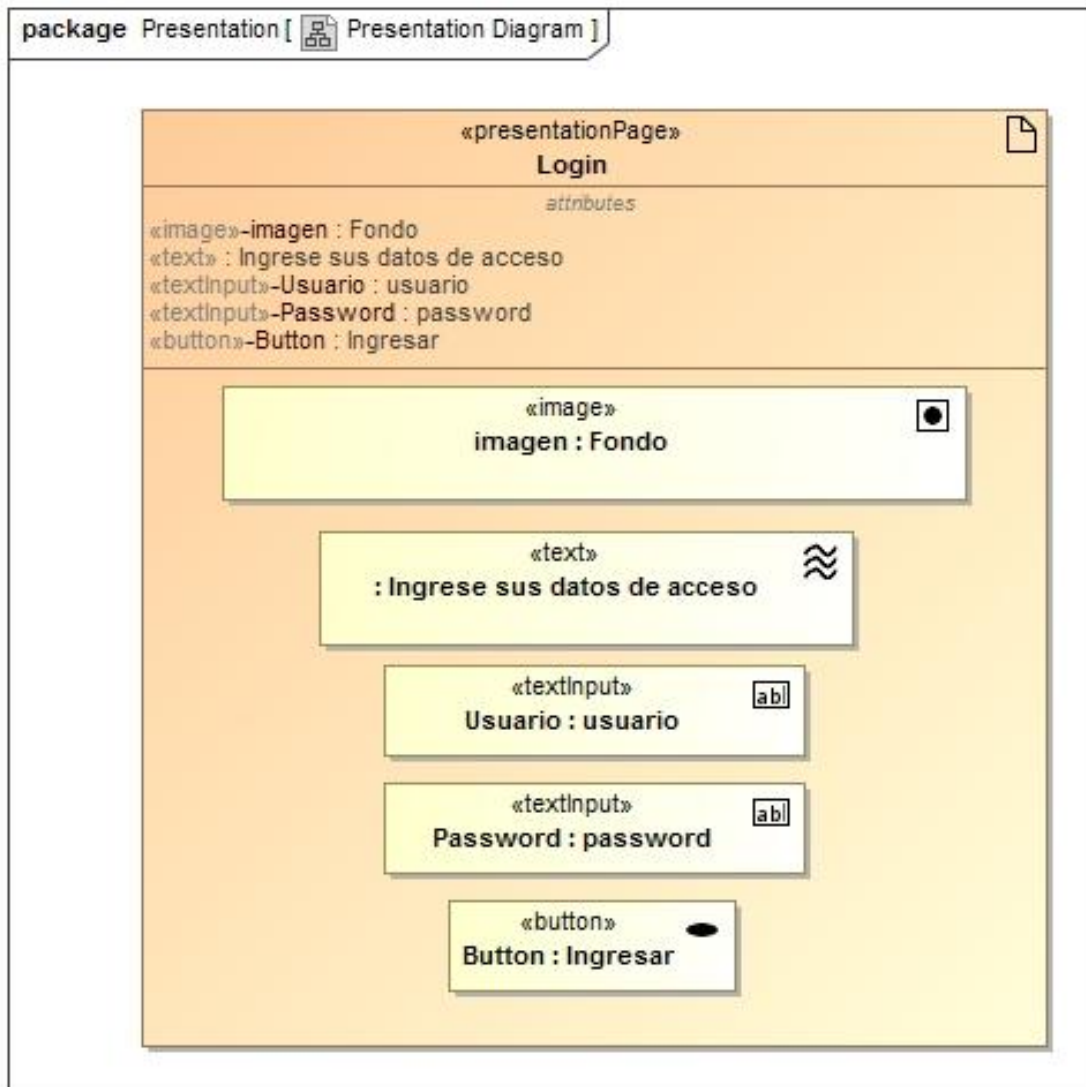 package Presentation [ Presentation Diagram ]
«presentationPage»
Login
attributes
«image»-imagen : Fondo
«text» : Ingrese sus datos de acceso
«textInput»-Usuario : usuario
«textInput»-Password : password
«button»-Button : Ingresar
«image»
imagen : Fondo
«text»
: Ingrese sus datos de acceso
«textInput»
Usuario : usuario
ab
«textInput»
Password : password
ab
«button»
Button : Ingresar